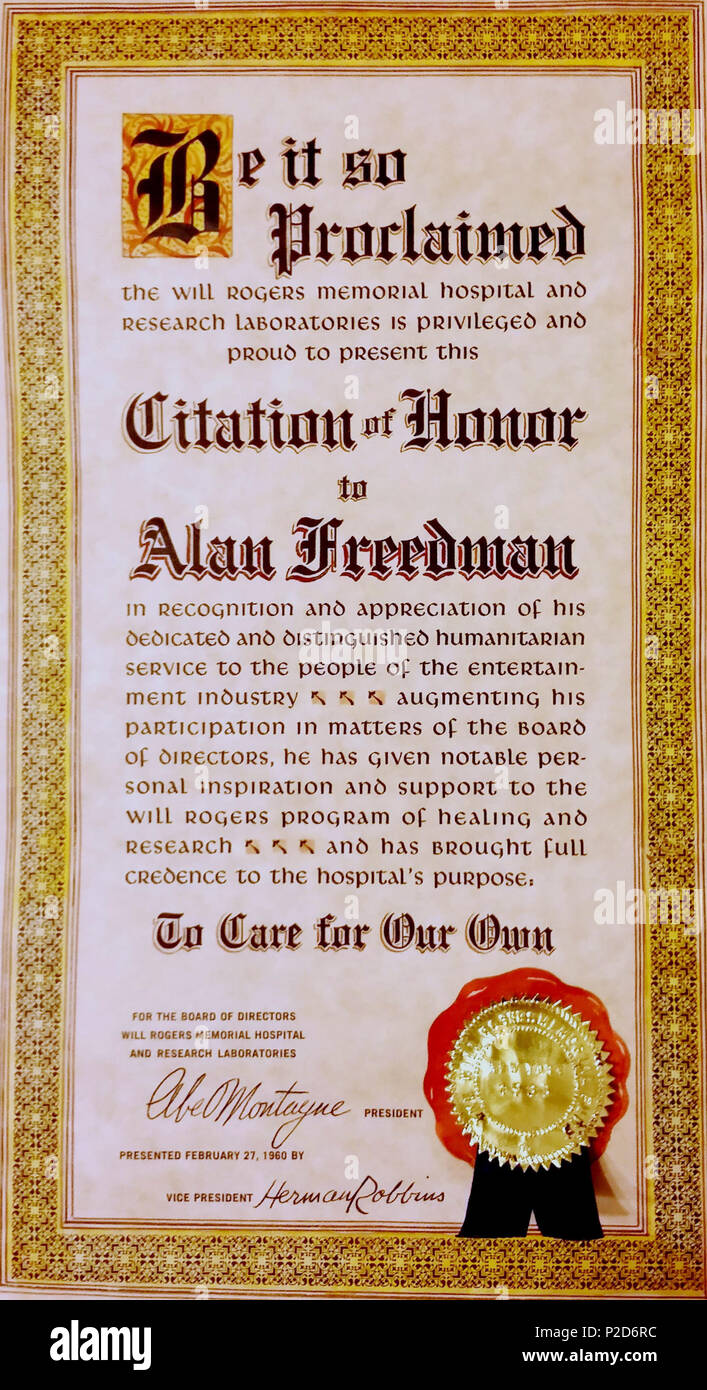 Be it so
Proclaimed
the Will Rogers Memorial Hospital and
Research Laboratories is privileged and
proud to present this
Citation of Honor
to
Alan Freedman
in recognition and appreciation of his
dedicated and distinguished humanitarian
service to the people of the entertain-
ment industry augmenting his
participation in matters of the Board
of Directors, he has given notable per-
sonal inspiration and support to the
Will Rogers program of healing and
research and has brought full
credence to the hospital's purpose:
To Care for Our Own
FOR THE BOARD OF DIRECTORS
WILL ROGERS MEMORIAL HOSPITAL
AND RESEARCH LABORATORIES
Abe Montague PRESIDENT
PRESENTED FEBRUARY 27, 1960 BY
VICE PRESIDENT Herman Robbins
alamy
alamy
alamy
a
a
a
alamy
Image ID: P2D6RC
www.alamy.com